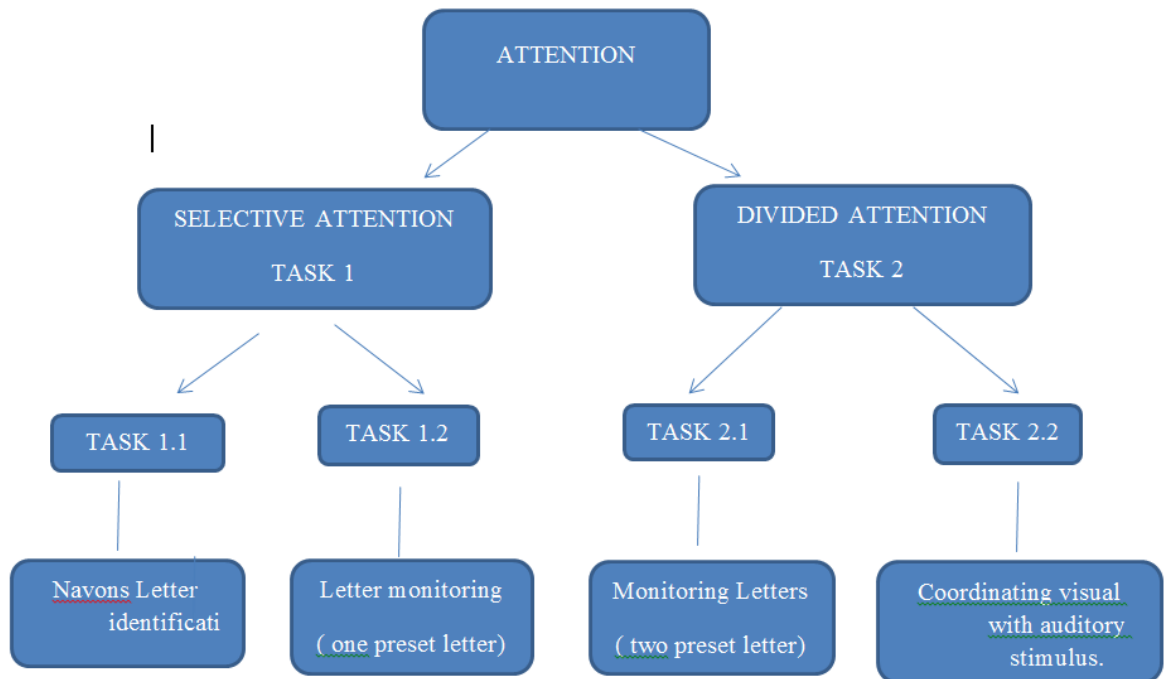 ATTENTION
SELECTIVE ATTENTION
TASK 1
DIVIDED ATTENTION
TASK 2
TASK 1.1
TASK 1.2
TASK 2.1
TASK 2.2
Navons Letter
identificati
Letter monitoring
( one preset letter)
Monitoring Letters
( two preset letter)
Coordinating visual
with auditory
stimulus.